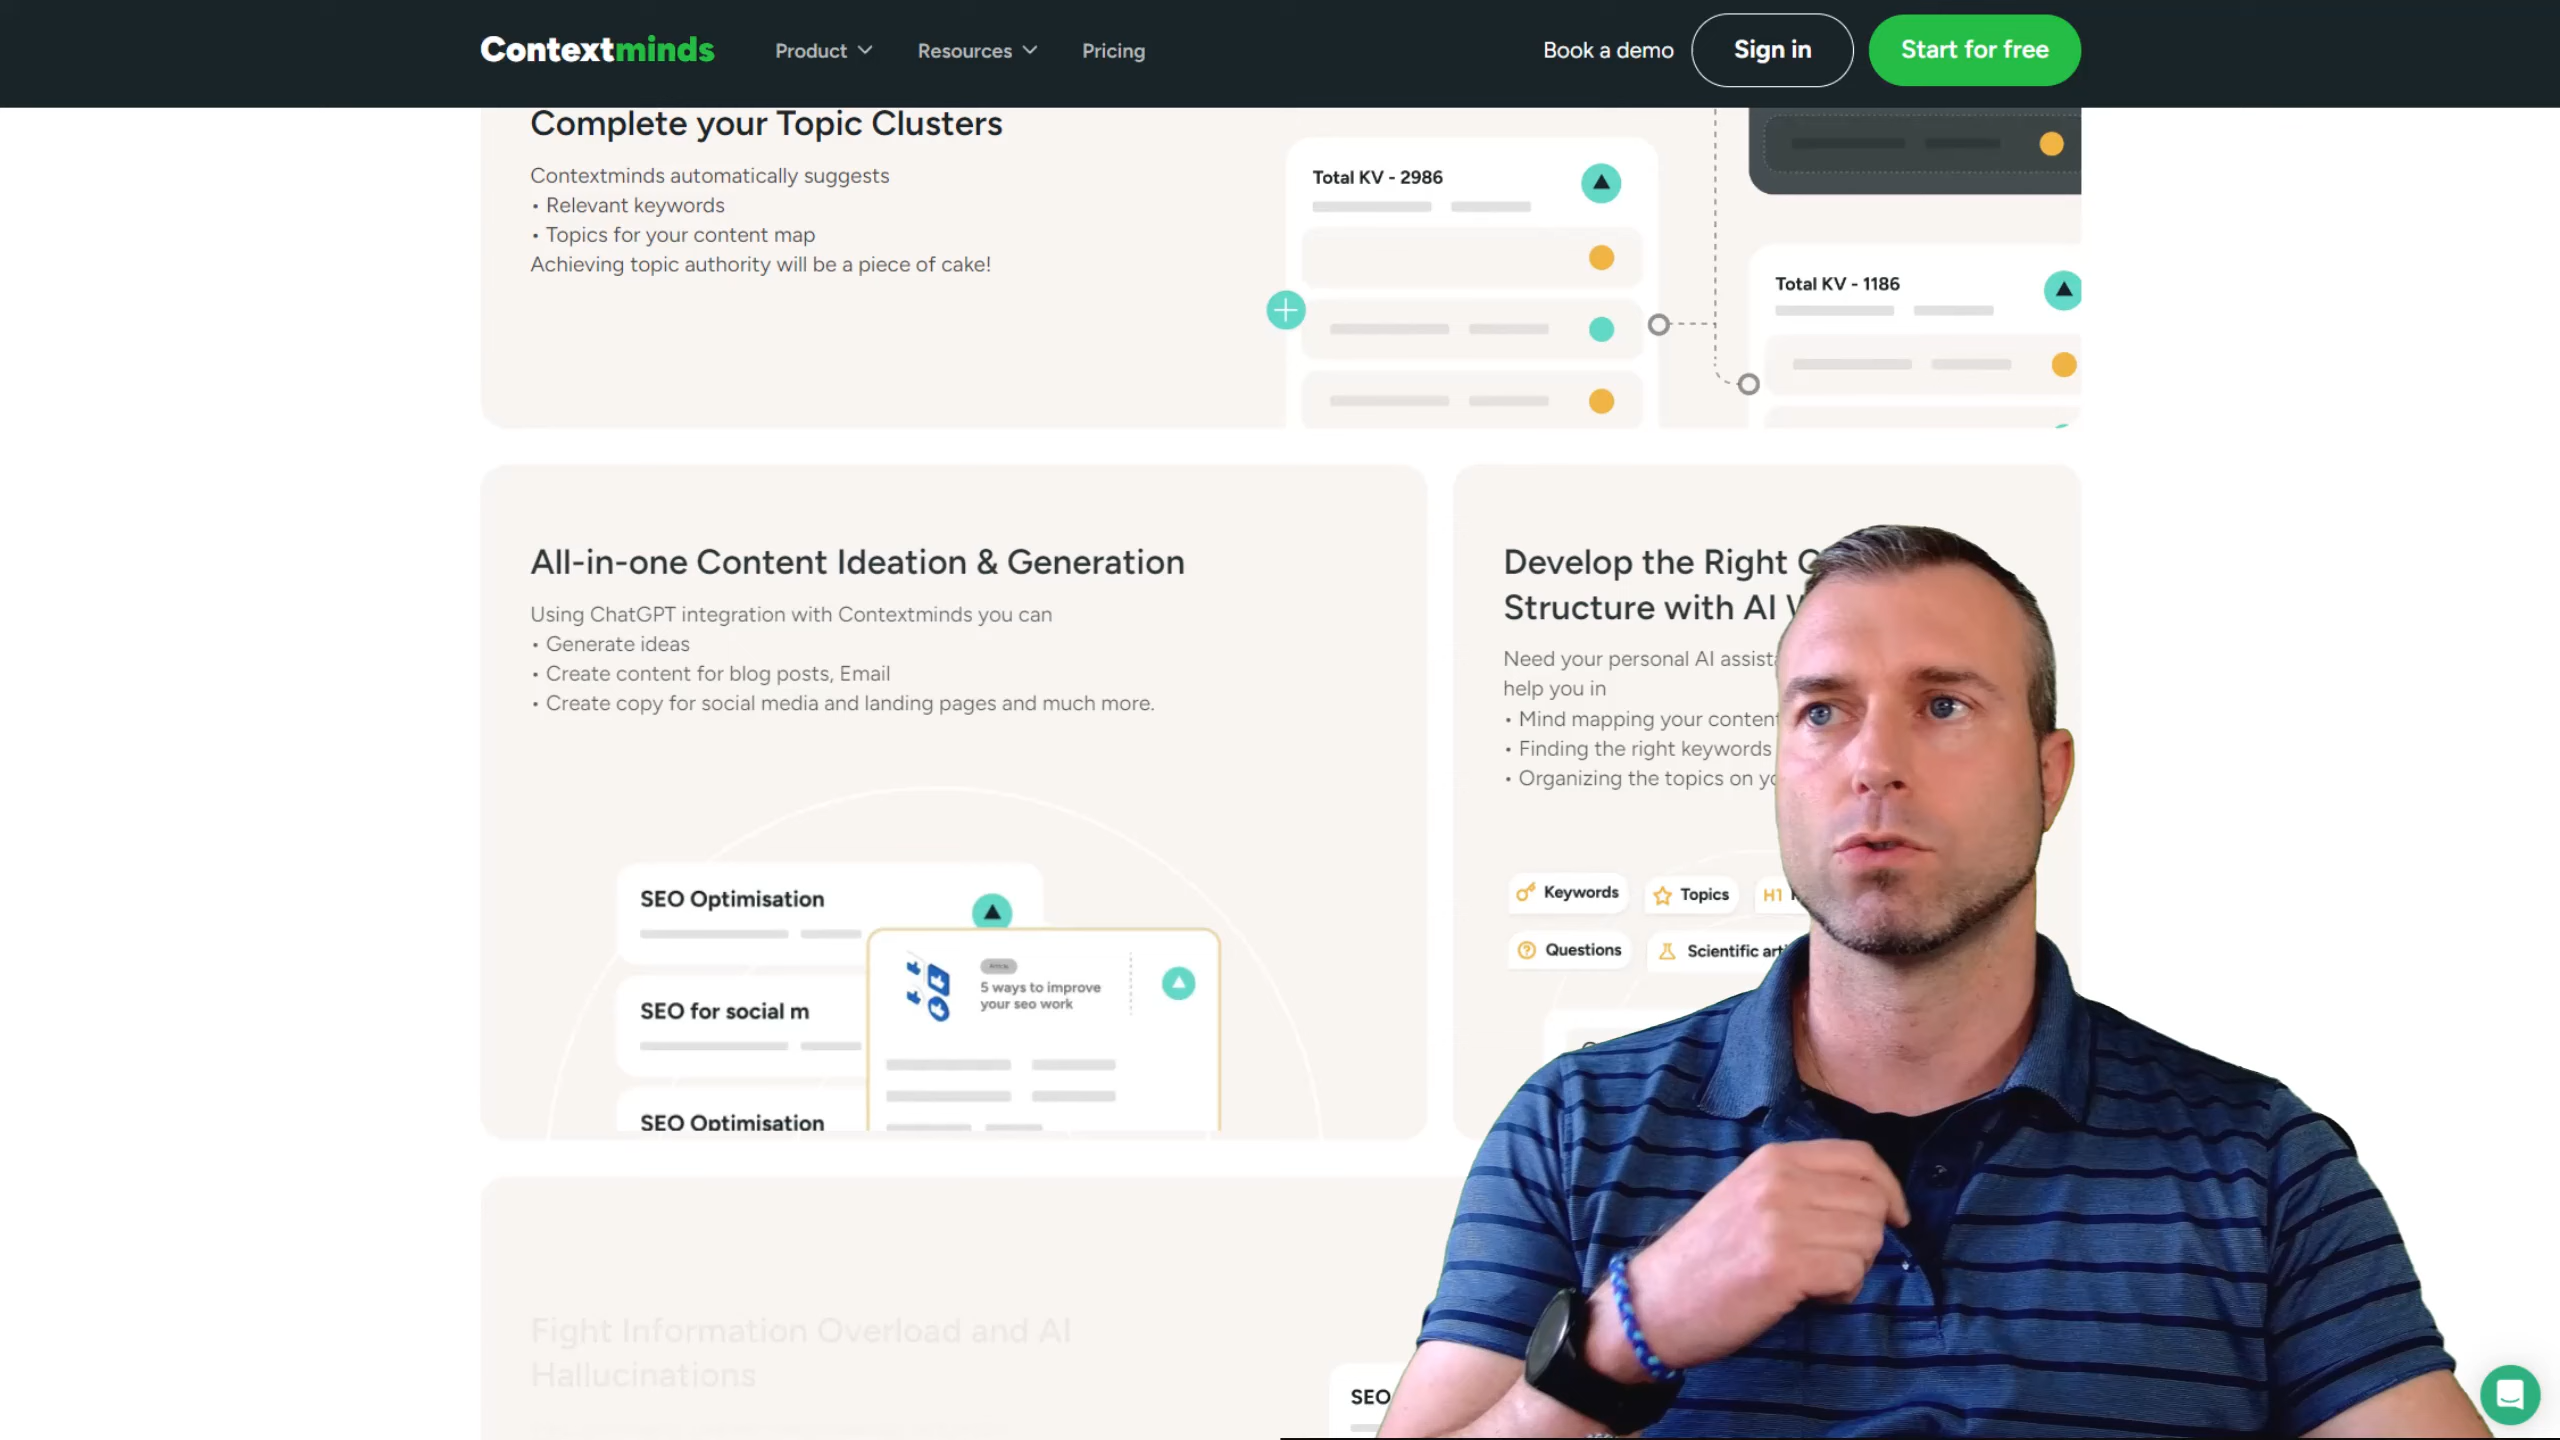 Contextminds
Product
Resources
Pricing
Book a demo
Sign in
Start for free
Complete your Topic Clusters
Contextminds automatically suggests
• Relevant keywords
• Topics for your content map
Achieving topic authority will be a piece of cake!
Total KV - 2986
Total KV - 1186
All-in-one Content Ideation & Generation
Using ChatGPT integration with Contextminds you can
• Generate ideas
• Create content for blog posts, Email
• Create copy for social media and landing pages and much more.
SEO Optimisation
SEO for social m
SEO Optimisation
5 ways to improve
your seo work
Develop the Right
Structure with AI
Need your personal AI
help you in
• Mind mapping your
• Finding the right keywords
• Organizing the topics on
Keywords
Topics
H1
Questions
Scientific
Fight Information Overload and AI
Hallucinations
SEO